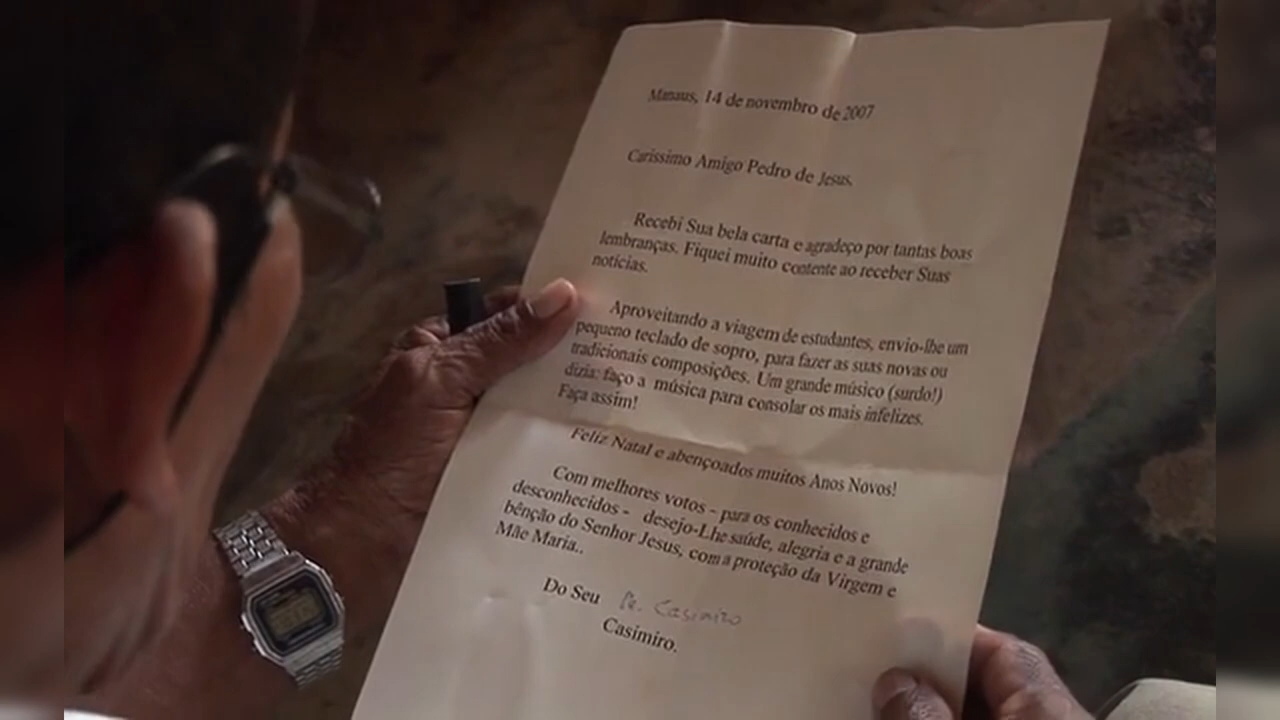 Manaus, 14 de novembro de 2007
Caríssimo Amigo Pedro de Jesus.
Recebi Sua bela carta e agradeço por tantas boas
lembranças. Fiquei muito contente ao receber Suas
notícias.
Aproveitando a viagem de estudantes, envio-lhe um
pequeno teclado de sopro, para fazer as suas novas ou
tradicionais composições. Um grande músico (surdo!)
dizia: faço a música para consolar os mais infelizes.
Faça assim!
Feliz Natal e abençoados muitos Anos Novos!
Com melhores votos - para os conhecidos e
desconhecidos - desejo-Lhe saúde, alegria e a grande
bênção do Senhor Jesus, com a proteção da Virgem e
Mãe Maria..
Do Seu Pe. Casimiro
Casimiro.